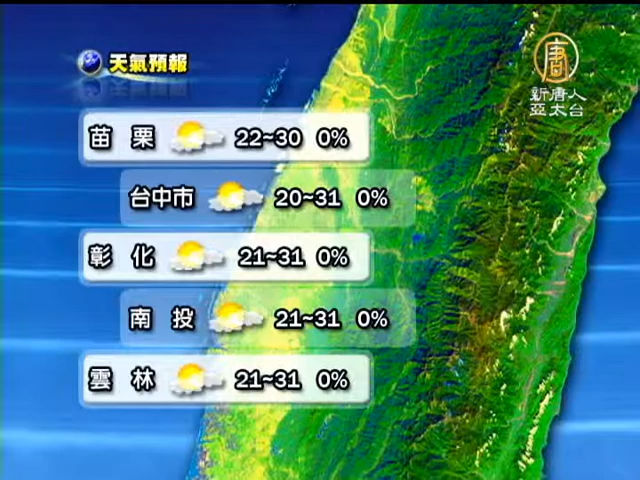 天氣預報
唐
新唐人
亞太台
苗栗 22~30 0%
台中市 20~31 0%
彰化 21~31 0%
南投 21~31 0%
雲林 21~31 0%